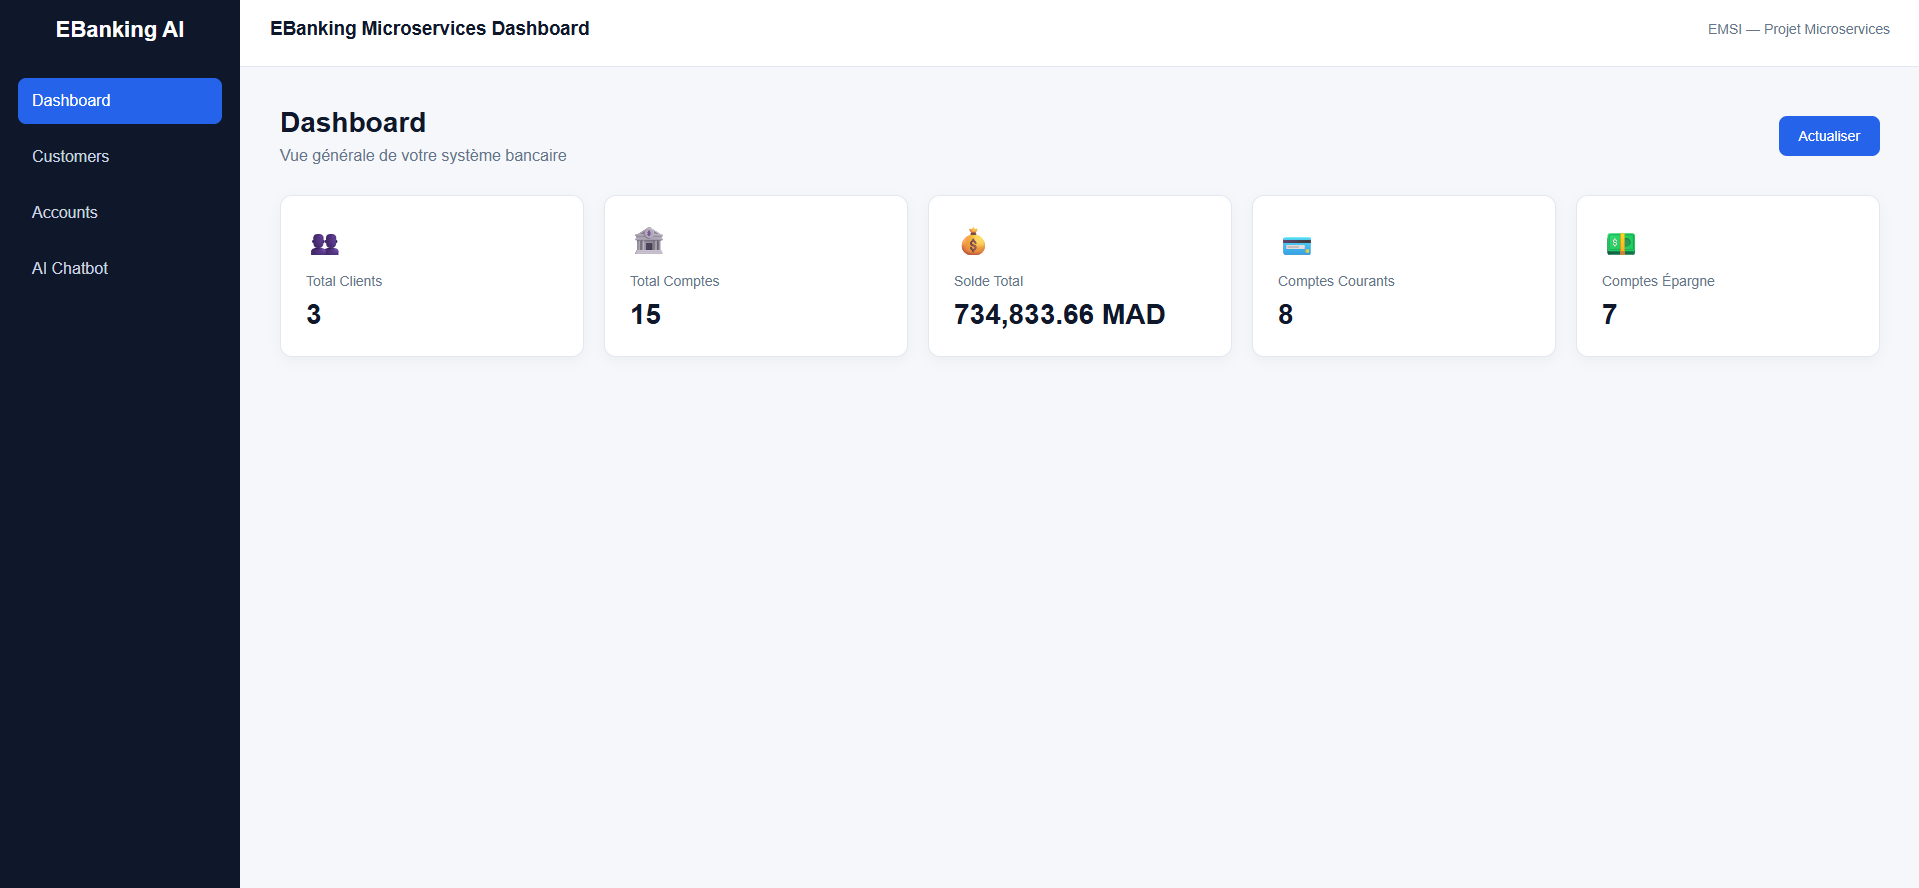 EBanking AI
Dashboard
Customers
Accounts
AI Chatbot
EBanking Microservices Dashboard
EMSI — Projet Microservices
Dashboard
Vue générale de votre système bancaire
Actualiser
Total Clients
3
Total Comptes
15
Solde Total
734,833.66 MAD
Comptes Courants
8
Comptes Épargne
7